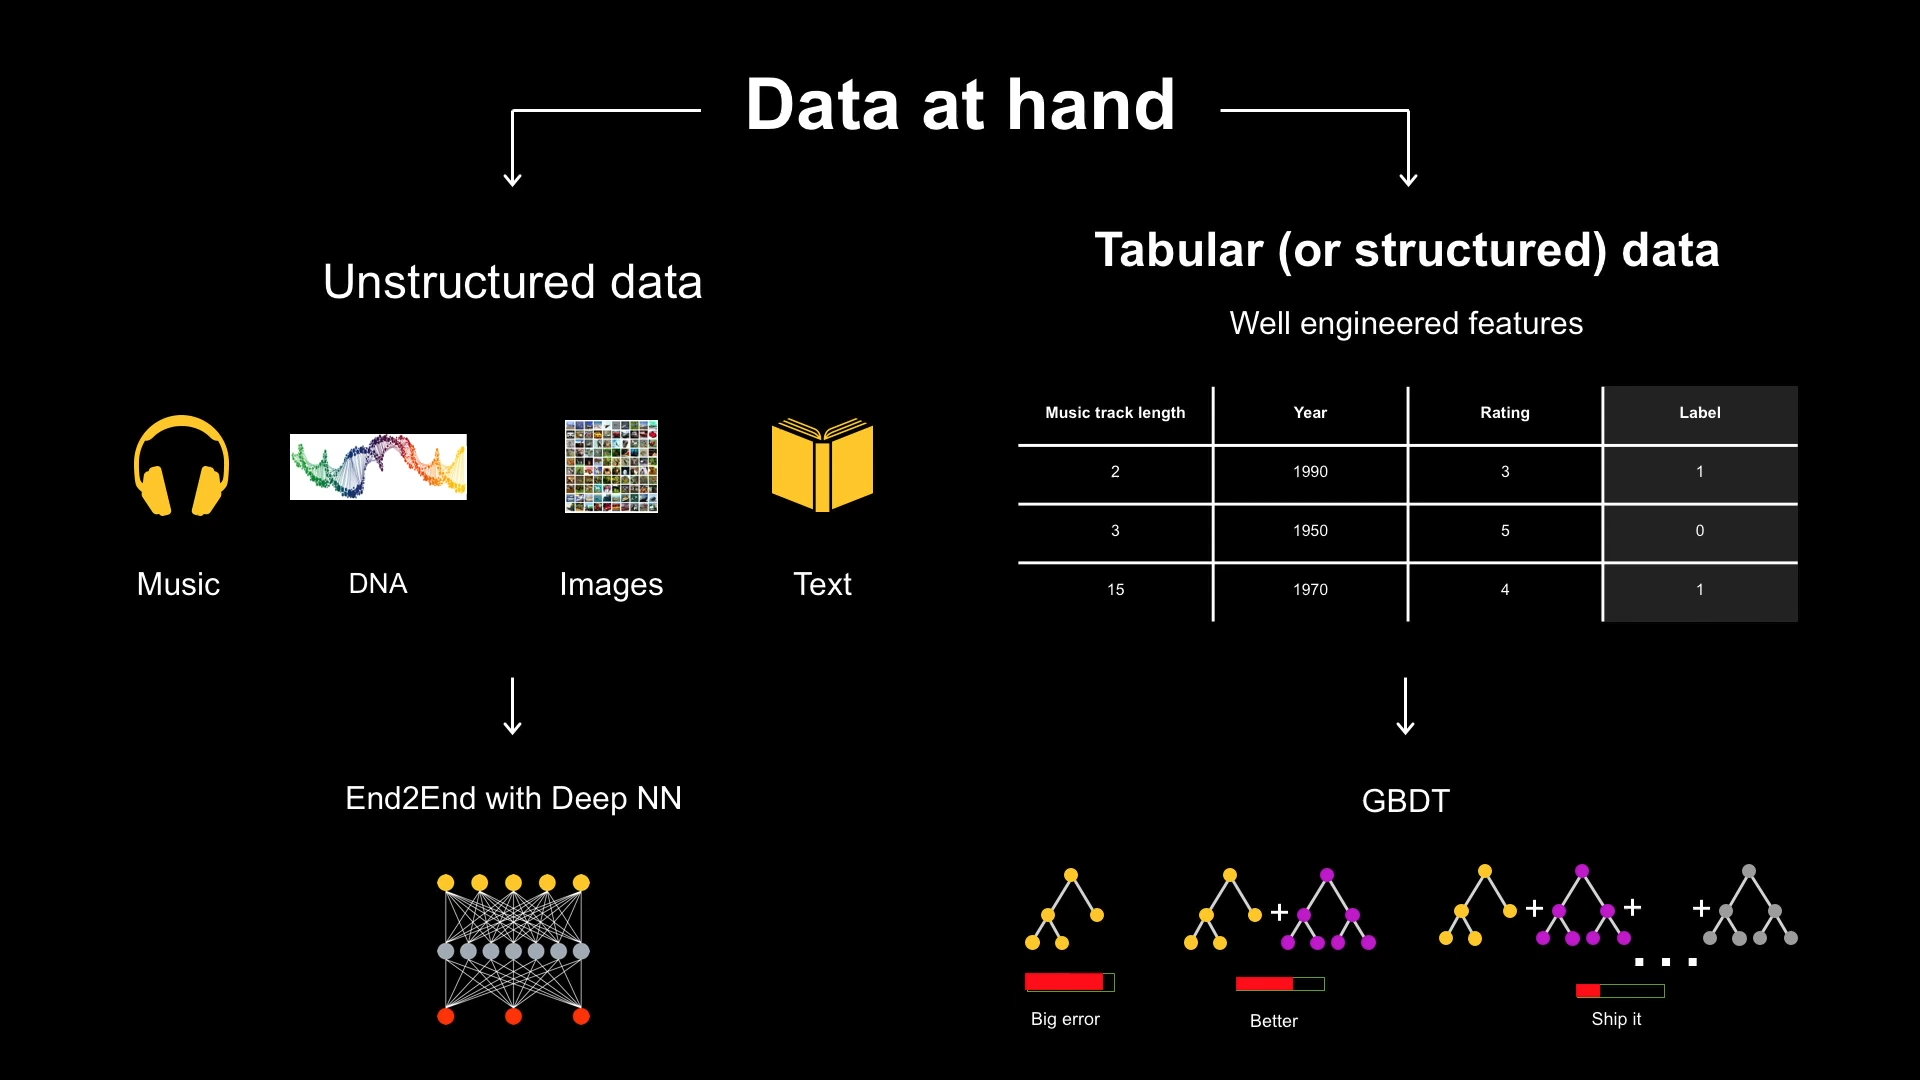 Data at hand
Unstructured data
Music
DNA
Images
Text
End2End with Deep NN
Tabular (or structured) data
Well engineered features
Music track length Year Rating Label
2 1990 3 1
3 1950 5 0
15 1970 4 1
GBDT
+ + + +
...
Big error
Better
Ship it